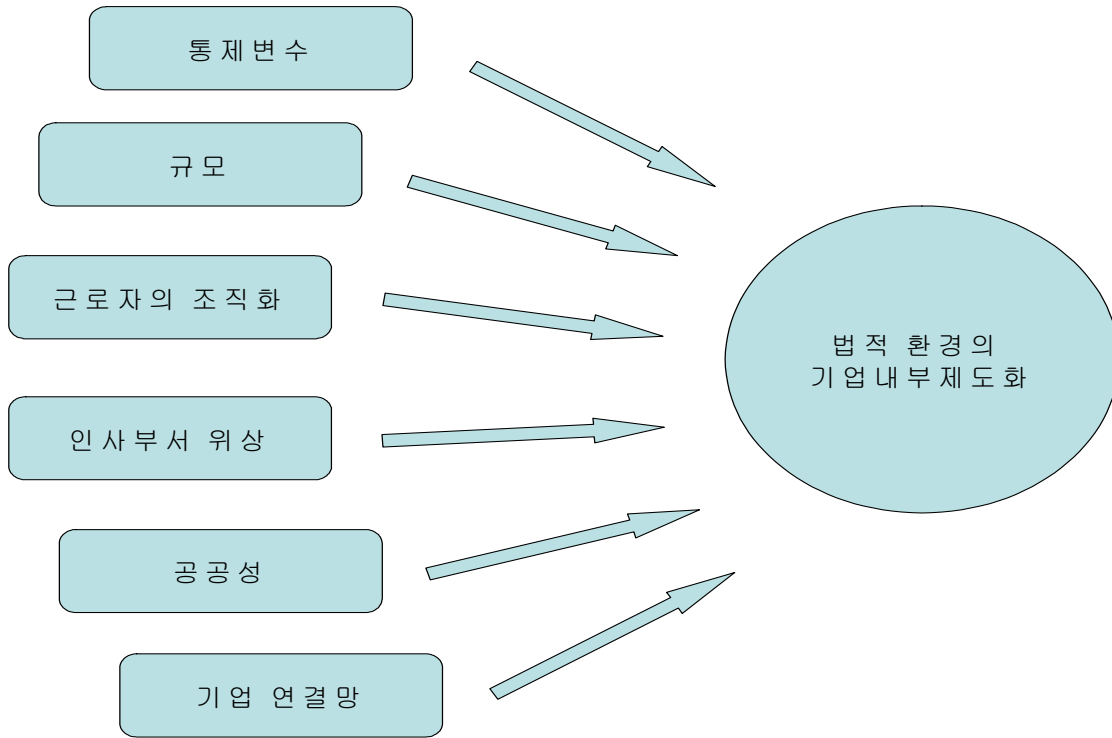 통제변수
규모
근로자의 조직화
인사부서 위상
공공성
기업 연결망
법적 환경의
기업내부제도화